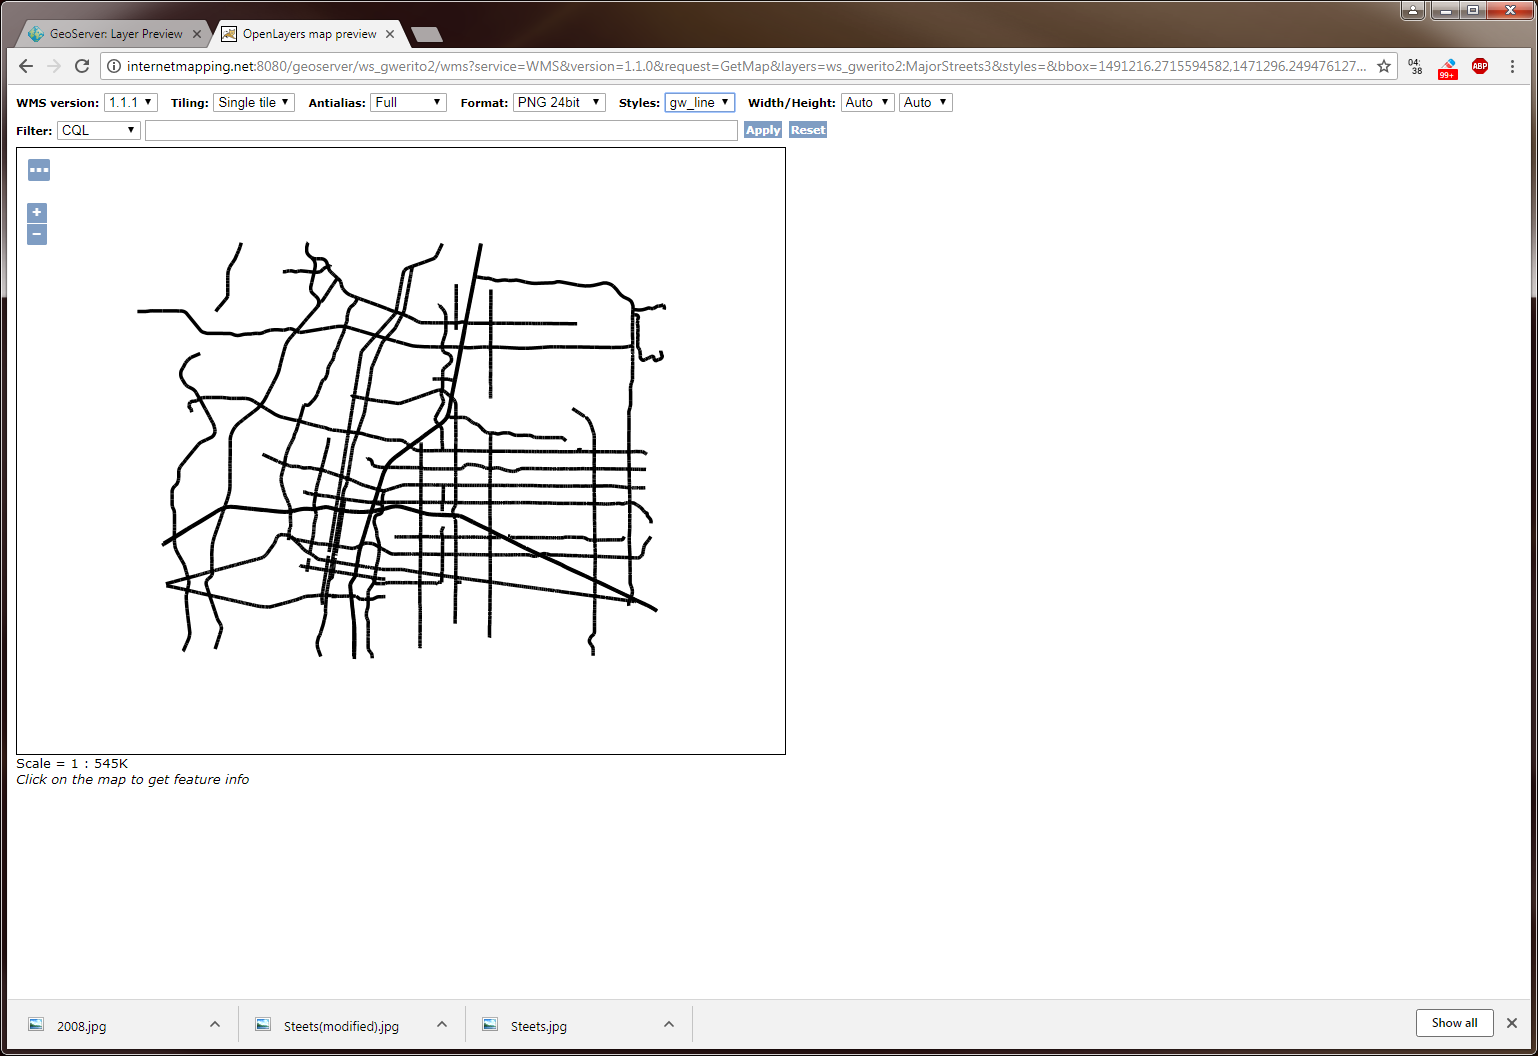 GeoServer: Layer Preview
OpenLayers map preview
internetmapping.net:8080/geoserver/ws_gwerito2/wms?service=WMS&version=1.1.0&request=GetMap&layers=ws_gwerito2:MajorStreets3&styles=&bbox=1491216.2715594582,1471296.249476127...
04:
38
99+
ABP
WMS version: 1.1.1 Tiling: Single tile Antialias: Full Format: PNG 24bit Styles: gw_line Width/Height: Auto Auto
Filter: CQL Apply Reset
+
−
Scale = 1 : 545K
Click on the map to get feature info
2008.jpg Steets(modified).jpg Steets.jpg Show all